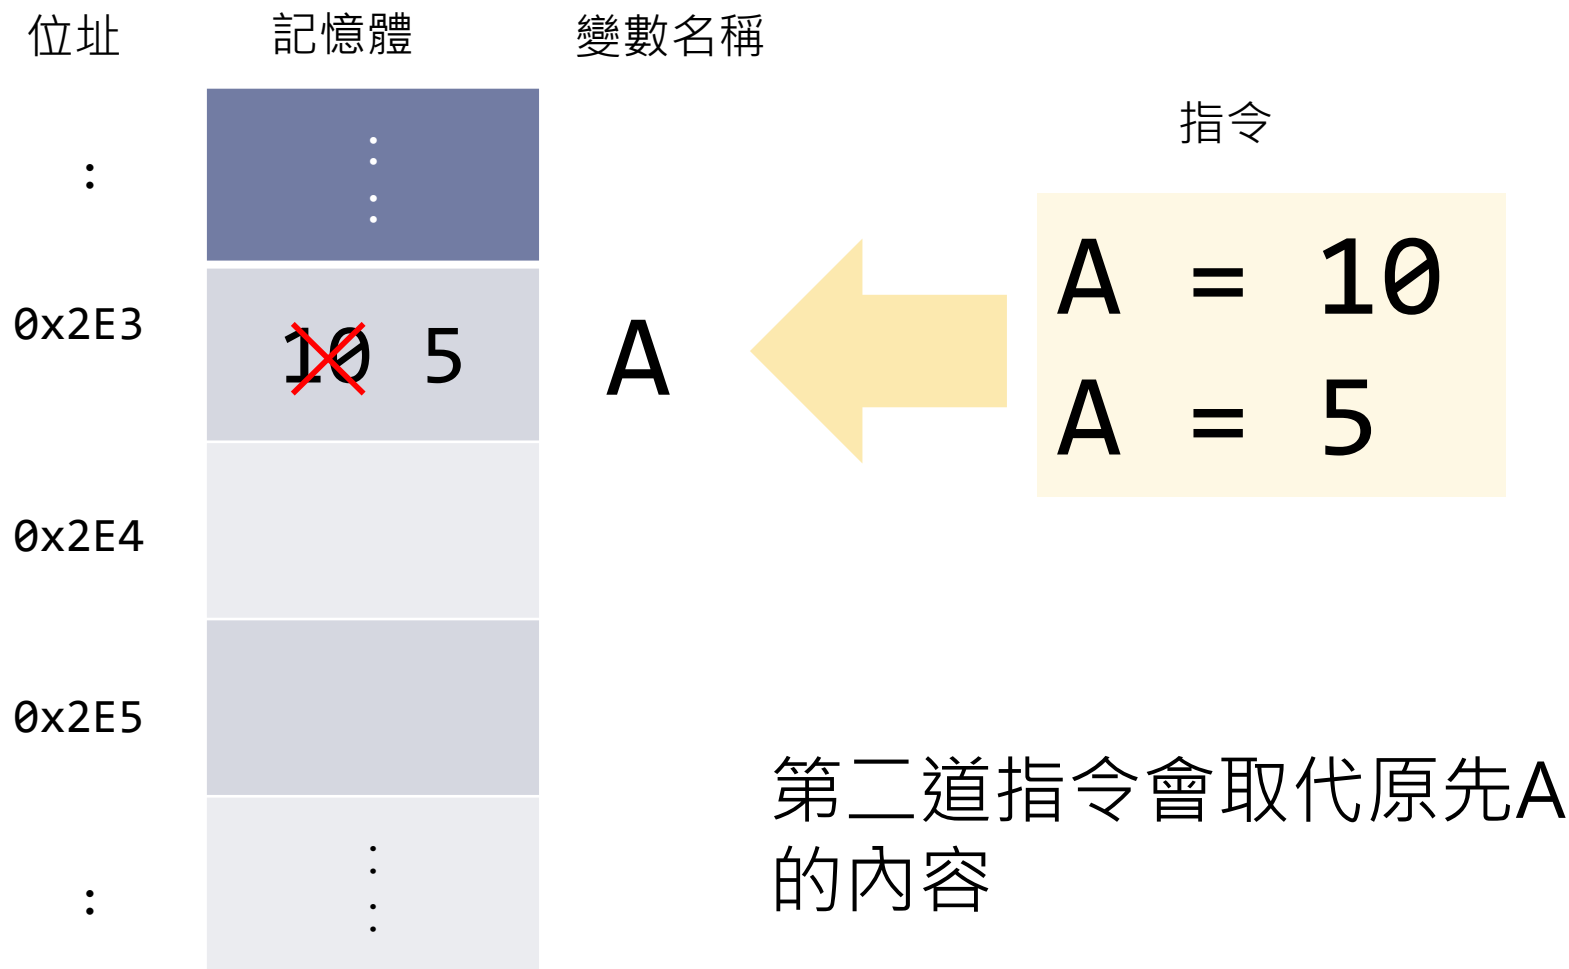 位址 記憶體 變數名稱
指令
:
:
:
A = 10
0x2E3 10 5 A
A = 5
0x2E4
0x2E5
第二道指令會取代原先A
的內容
:
:
: